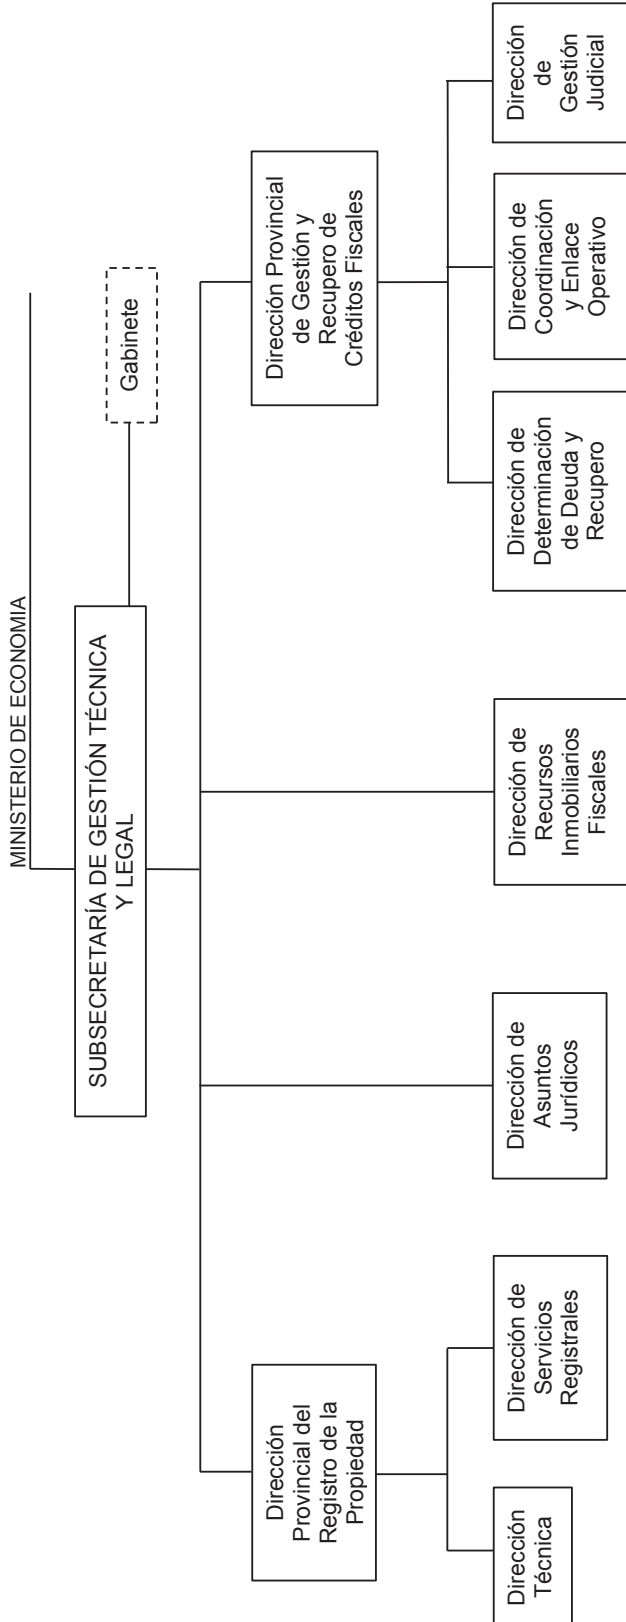 MINISTERIO DE ECONOMIA
SUBSECRETARÍA DE GESTIÓN TÉCNICA
Y LEGAL
Gabinete
Dirección
Provincial del
Registro de la
Propiedad
Dirección Provincial
de Gestión y
Recupero de
Créditos Fiscales
Dirección
Técnica
Dirección de
Servicios
Registrales
Dirección de
Asuntos
Jurídicos
Dirección de
Recursos
Inmobiliarios
Fiscales
Dirección de
Determinación
de Deuda y
Recupero
Dirección de
Coordinación
y Enlace
Operativo
Dirección
de
Gestión
Judicial